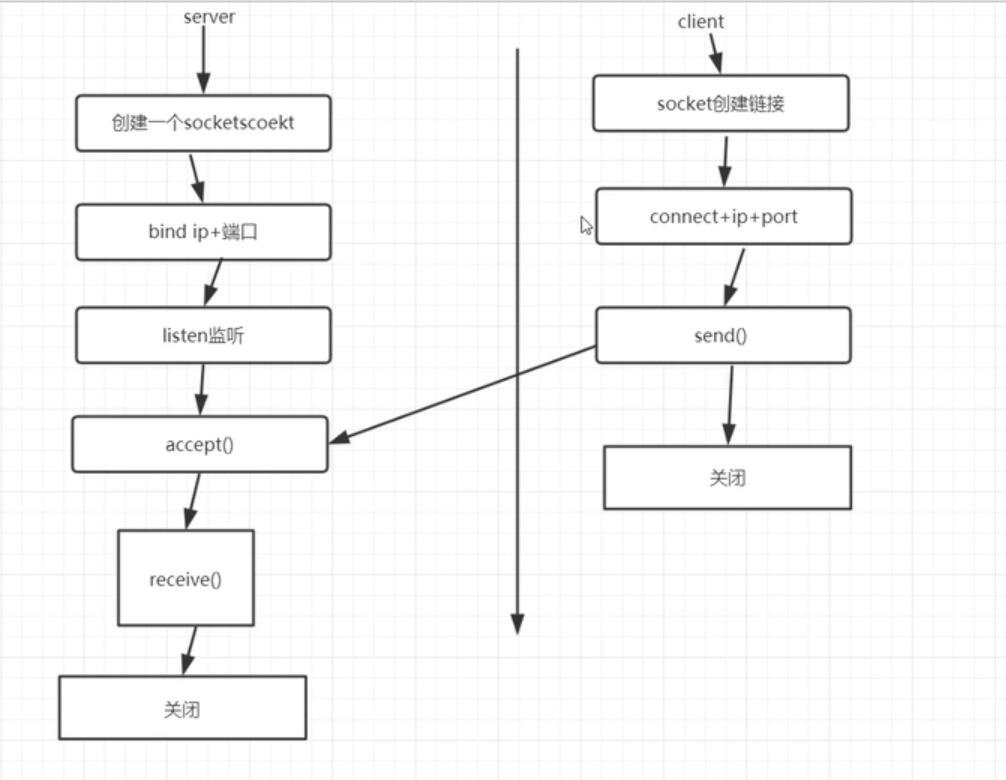 server
创建一个socketscoekt
bind ip+端口
listen监听
accept()
receive()
关闭
client
socket创建链接
connect+ip+port
send()
关闭